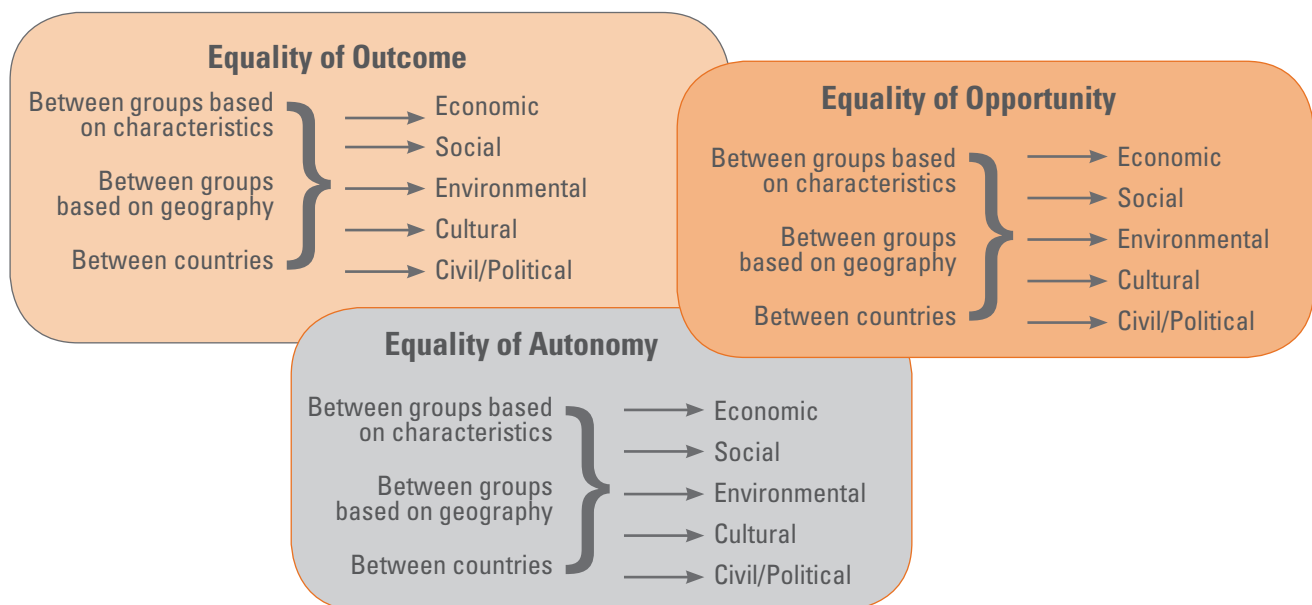 Equality of Outcome
Between groups based
on characteristics
Between groups
based on geography
Between countries
Economic
Social
Environmental
Cultural
Civil/Political
Equality of Opportunity
Between groups based
on characteristics
Between groups
based on geography
Between countries
Economic
Social
Environmental
Cultural
Civil/Political
Equality of Autonomy
Between groups based
on characteristics
Between groups
based on geography
Between countries
Economic
Social
Environmental
Cultural
Civil/Political